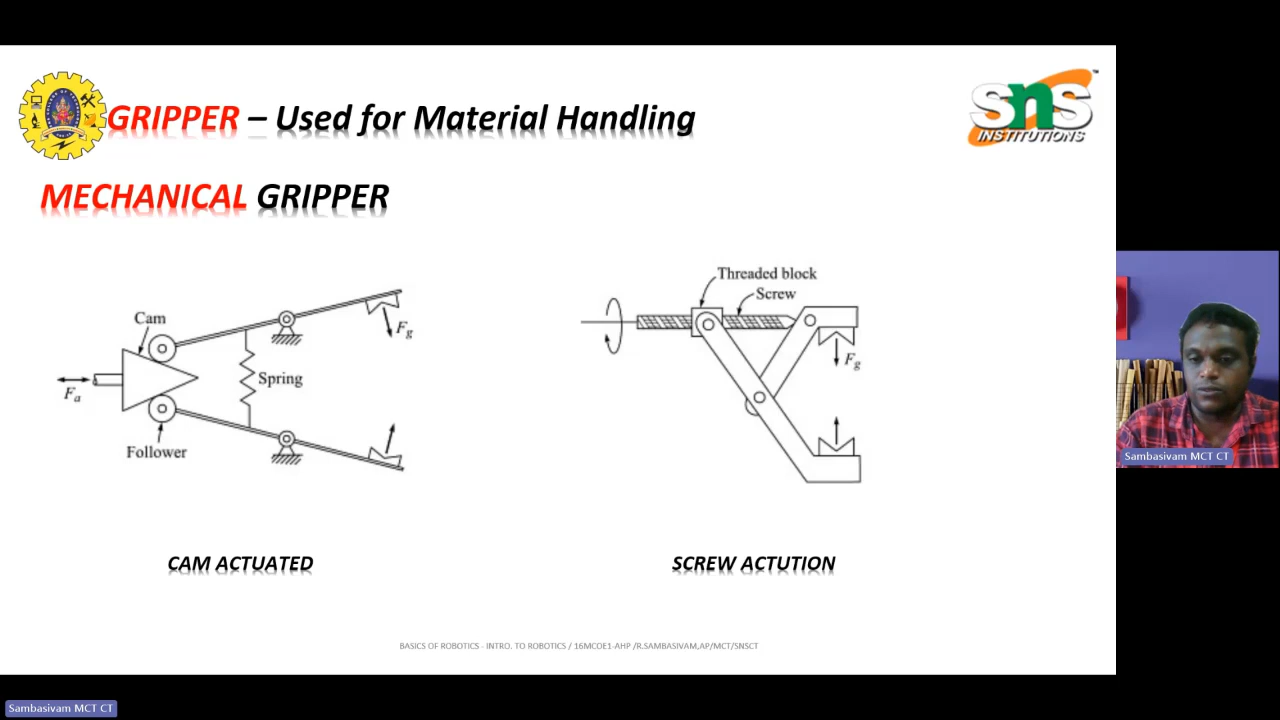 GRIPPER – Used for Material Handling
sns
INSTITUTIONS
TM
MECHANICAL GRIPPER
Cam
Fg
Spring
Fa
Follower
Threaded block
Screw
Fg
CAM ACTUATED
SCREW ACTUTION
BASICS OF ROBOTICS - INTRO. TO ROBOTICS / 16MCOE1-AHP /R.SAMBASIVAM,AP/MCT/SNSCT
Sambasivam MCT CT
Sambasivam MCT CT